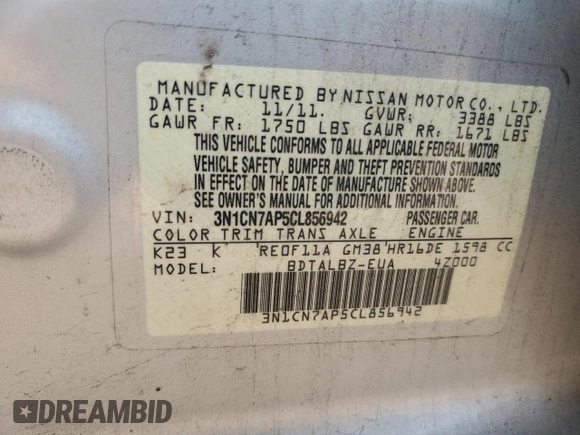 MANUFACTURED BY NISSAN MOTOR CO., LTD.
DATE: 11/11. GVWR: 3388 LBS
GAWR FR: 1750 LBS GAWR RR: 1671 LBS
THIS VEHICLE CONFORMS TO ALL APPLICABLE FEDERAL MOTOR
VEHICLE SAFETY, BUMPER AND THEFT PREVENTION STANDARDS
IN EFFECT ON THE DATE OF MANUFACTURE SHOWN ABOVE.
SEE OWNER'S MANUAL FOR ADDITIONAL INFORMATION.
VIN: 3N1CN7AP5CL856942 PASSENGER CAR.
COLOR TRIM TRANS AXLE ENGINE
K23 K RE0F11A GM38 HR16DE 1598 CC
MODEL: BDTALBZ-EUA 4Z000
3N1CN7AP5CL856942
DREAMBID